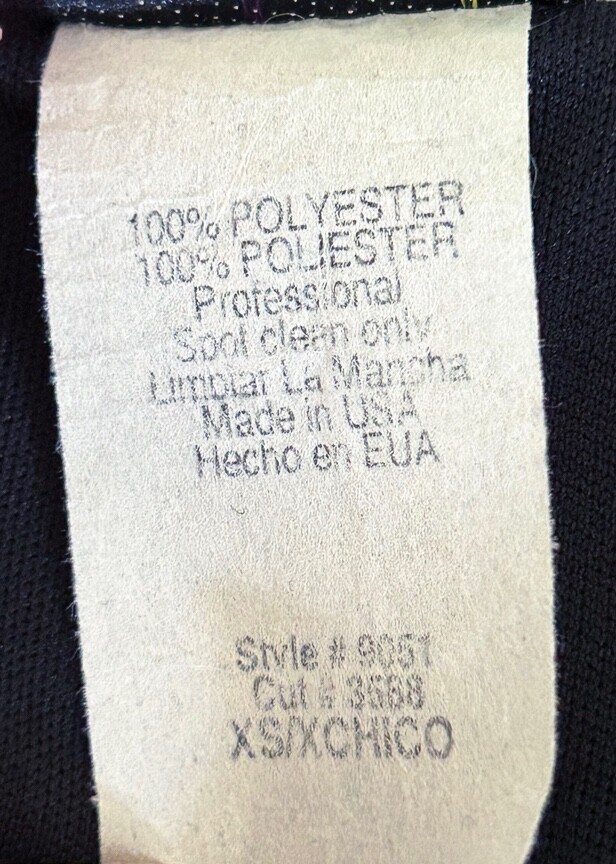 100% POLYESTER
100% POLIESTER
Professional
Spot clean only
Limpiar La Mancha
Made in USA
Hecho en EUA
Style # 9051
Cut # 3668
XS/XCHICO